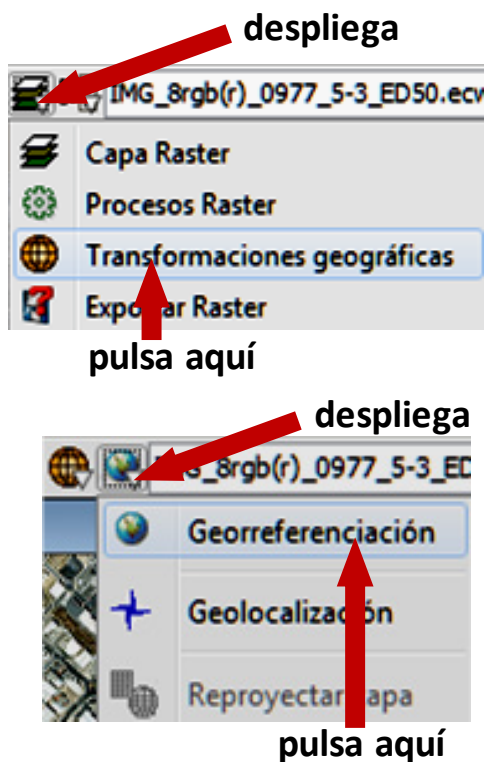 despliega
IMG_8rgb(r)_0977_5-3_ED50.ecw
Capa Raster
Procesos Raster
Transformaciones geográficas
Exportar Raster
pulsa aquí
despliega
G_8rgb(r)_0977_5-3_ED
Georreferenciación
Geolocalización
Reproyectar capa
pulsa aquí